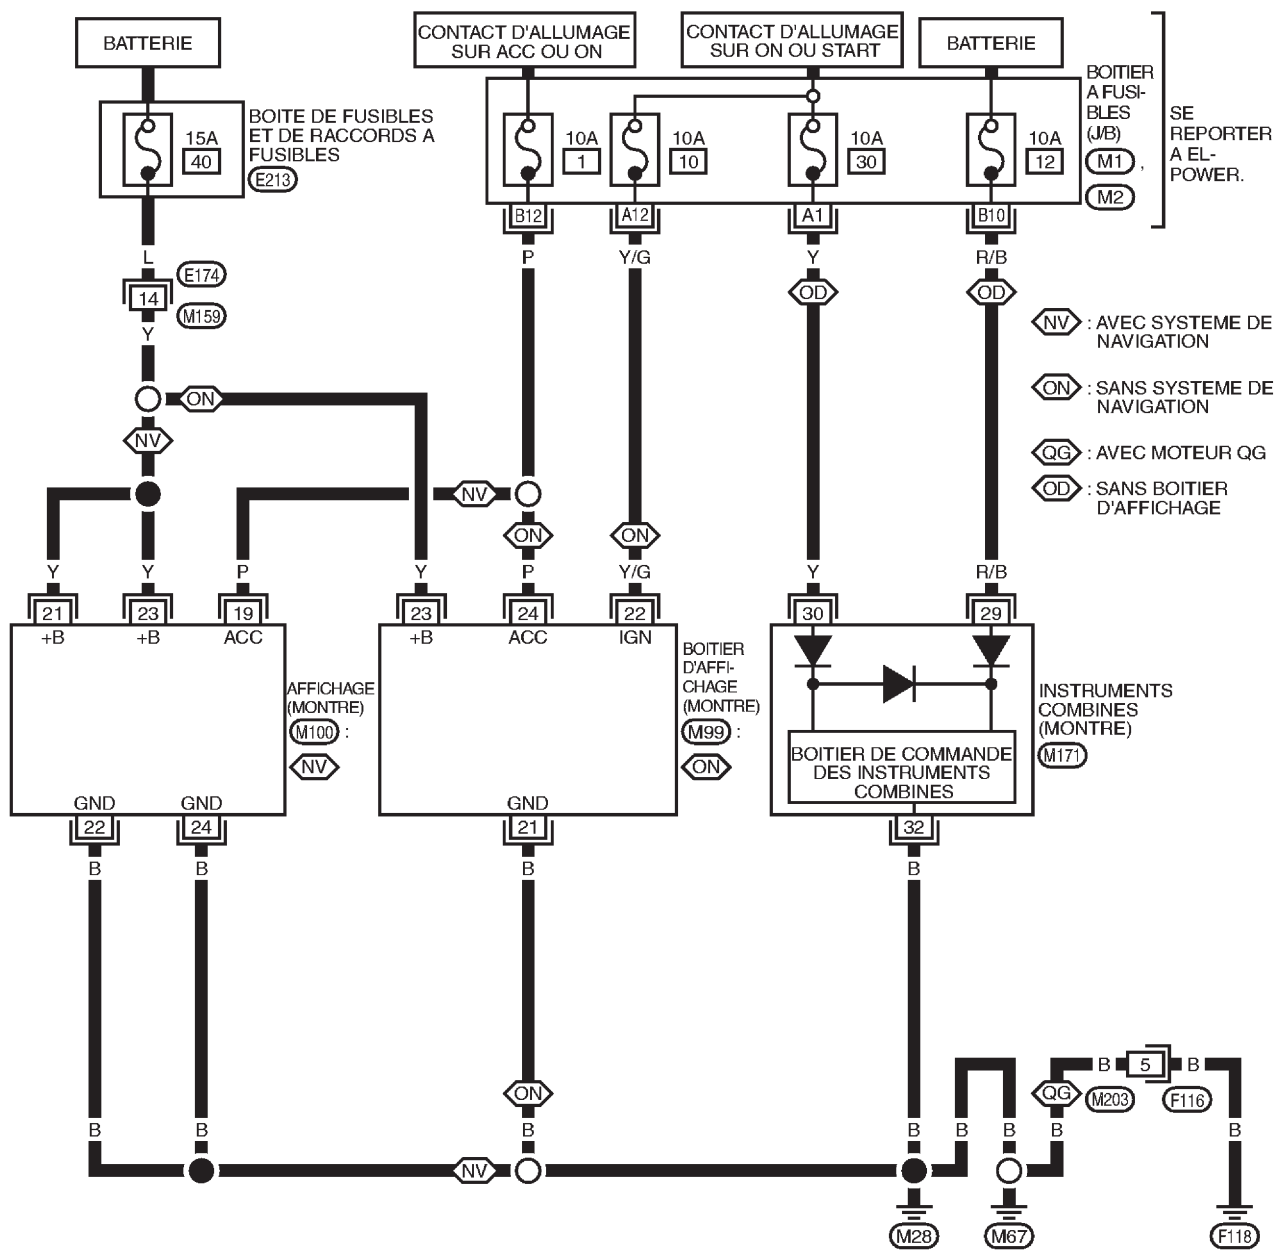 BATTERIE
CONTACT D'ALLUMAGE
SUR ACC OU ON
CONTACT D'ALLUMAGE
SUR ON OU START
BATTERIE
BOITE DE FUSIBLES
ET DE RACCORDS A
FUSIBLES
E213
15A
40
10A
1
10A
10
10A
30
10A
12
BOITIER
A FUSI-
BLES
(J/B)
M1 ,
M2
SE
REPORTER
A EL-
POWER.
B12
A12
A1
B10
L
P
Y/G
Y
R/B
E174
14
M159
Y
OD
OD
NV : AVEC SYSTEME DE
NAVIGATION
ON : SANS SYSTEME DE
NAVIGATION
QG : AVEC MOTEUR QG
OD : SANS BOITIER
D'AFFICHAGE
ON
NV
NV
ON
ON
Y
Y
P
Y
P
Y/G
Y
R/B
21
23
19
23
24
22
30
29
+B
+B
ACC
+B
ACC
IGN
AFFICHAGE
(MONTRE)
M100 :
NV
BOITIER
D'AFFI-
CHAGE
(MONTRE)
M99 :
ON
INSTRUMENTS
COMBINES
(MONTRE)
M171
BOITIER DE COMMANDE
DES INSTRUMENTS
COMBINES
GND
GND
GND
22
24
21
32
B
B
B
B
ON
QG
B
5
B
M203
F116
B
B
B
B
B
B
B
B
NV
M28
M67
F118